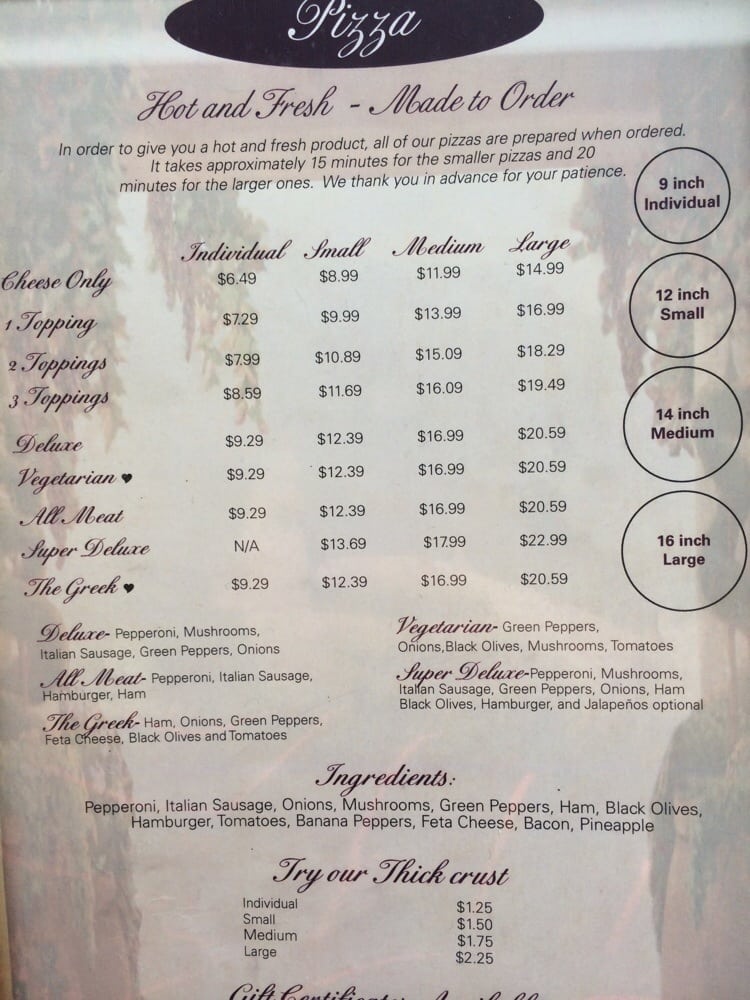 Pizza
Hot and Fresh - Made to Order
In order to give you a hot and fresh product, all of our pizzas are prepared when ordered.
It takes approximately 15 minutes for the smaller pizzas and 20
minutes for the larger ones. We thank you in advance for your patience.
9 inch
Individual
12 inch
Small
14 inch
Medium
16 inch
Large
Individual Small Medium Large
Cheese Only $6.49 $8.99 $11.99 $14.99
1 Topping $7.29 $9.99 $13.99 $16.99
2 Toppings $7.99 $10.89 $15.09 $18.29
3 Toppings $8.59 $11.69 $16.09 $19.49
Deluxe $9.29 $12.39 $16.99 $20.59
Vegetarian ♥ $9.29 $12.39 $16.99 $20.59
All Meat $9.29 $12.39 $16.99 $20.59
Super Deluxe N/A $13.69 $17.99 $22.99
The Greek ♥ $9.29 $12.39 $16.99 $20.59
Deluxe- Pepperoni, Mushrooms,
Italian Sausage, Green Peppers, Onions
All Meat- Pepperoni, Italian Sausage,
Hamburger, Ham
The Greek- Ham, Onions, Green Peppers,
Feta Cheese, Black Olives and Tomatoes
Vegetarian- Green Peppers,
Onions,Black Olives, Mushrooms, Tomatoes
Super Deluxe-Pepperoni, Mushrooms,
Italian Sausage, Green Peppers, Onions, Ham
Black Olives, Hamburger, and Jalapeños optional
Ingredients:
Pepperoni, Italian Sausage, Onions, Mushrooms, Green Peppers, Ham, Black Olives,
Hamburger, Tomatoes, Banana Peppers, Feta Cheese, Bacon, Pineapple
Try our Thick crust
Individual $1.25
Small $1.50
Medium $1.75
Large $2.25
Gift Certificates Available